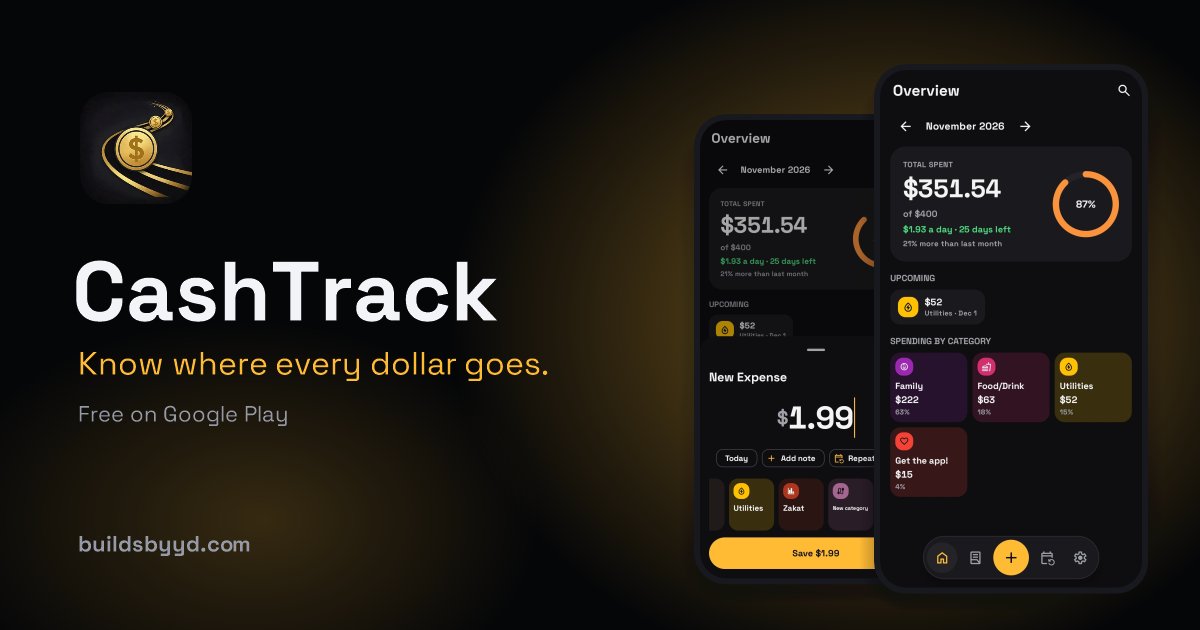 CashTrack
Know where every dollar goes.
Free on Google Play
buildsbyyd.com
Overview
November 2026
TOTAL SPENT
$351.54
of $400
$1.93 a day · 25 days left
21% more than last month
UPCOMING
$52
Utilities · Dec 1
New Expense
$1.99
Today
+ Add note
Repeat
Utilities
Zakat
New category
Save $1.99
Overview
November 2026
TOTAL SPENT
$351.54
of $400
$1.93 a day · 25 days left
21% more than last month
87%
UPCOMING
$52
Utilities · Dec 1
SPENDING BY CATEGORY
Family
$222
63%
Food/Drink
$63
18%
Utilities
$52
15%
Get the app!
$15
4%